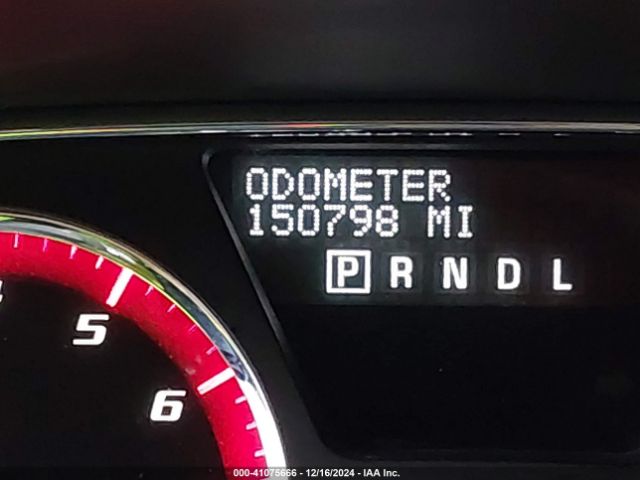 ODOMETER
150798 MI
P R N D L
5
6
000-41075666 - 12/16/2024 - IAA Inc.